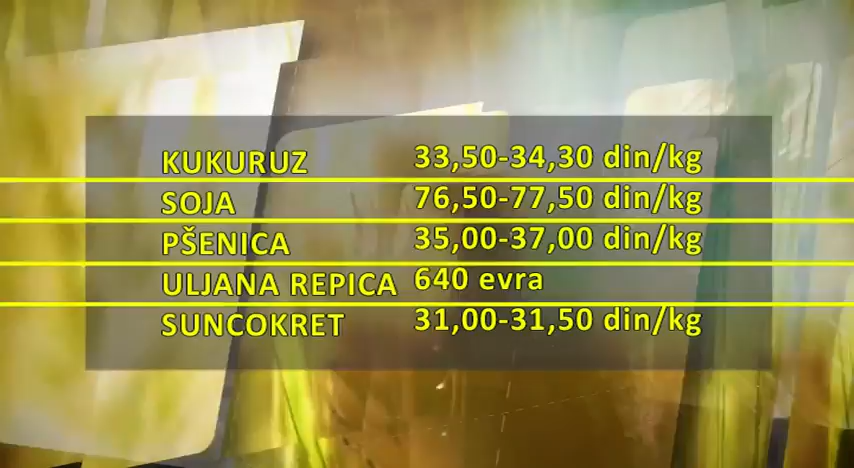 KUKURUZ 33,50-34,30 din/kg
SOJA 76,50-77,50 din/kg
PŠENICA 35,00-37,00 din/kg
ULJANA REPICA 640 evra
SUNCOKRET 31,00-31,50 din/kg